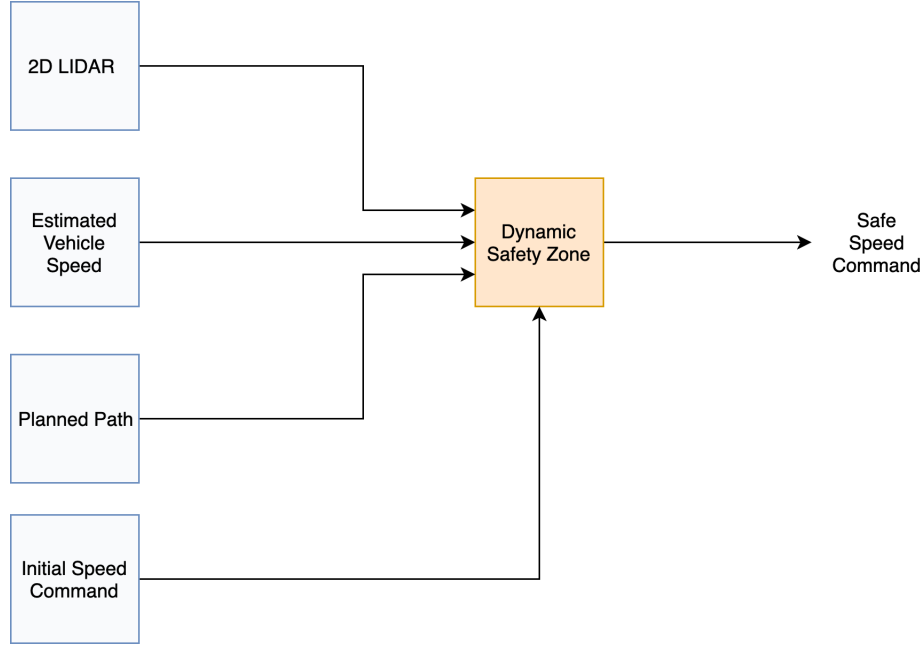 2D LIDAR
Estimated
Vehicle
Speed
Dynamic
Safety Zone
Safe
Speed
Command
Planned Path
Initial Speed
Command